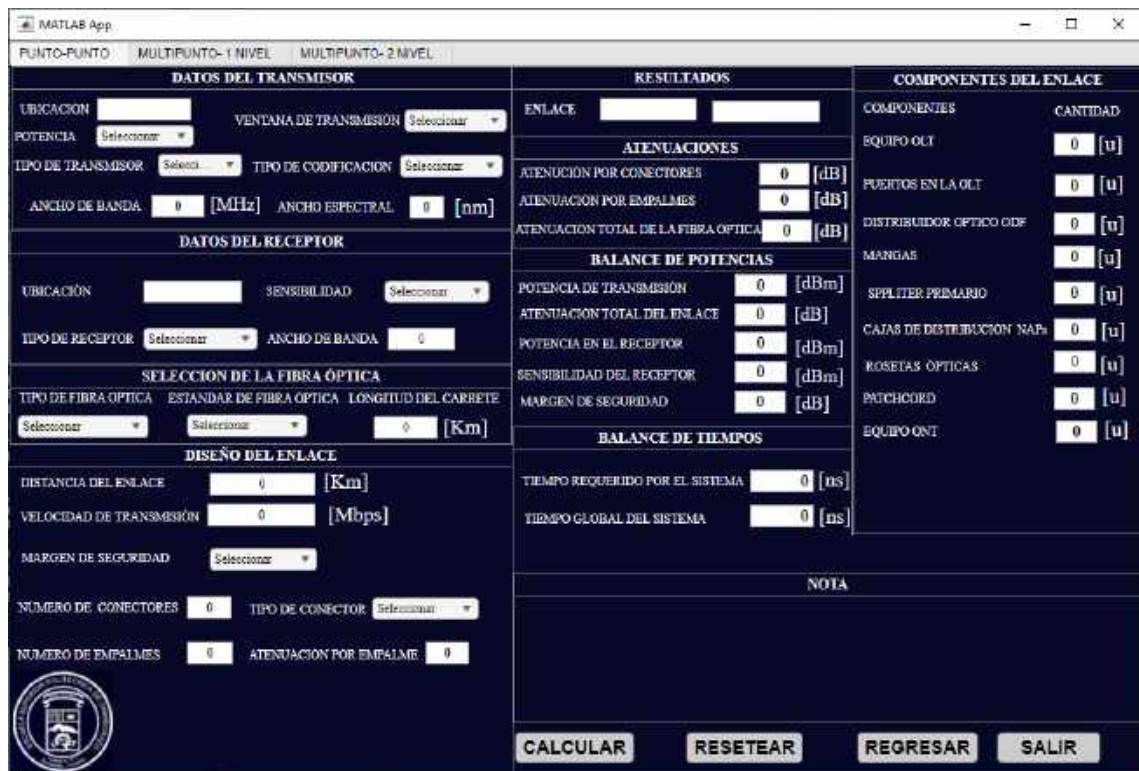 MATLAB App
PUNTO-PUNTO MULTIPUNTO- 1 NIVEL MULTIPUNTO- 2 NIVEL
DATOS DEL TRANSMISOR
UBICACION
VENTANA DE TRANSMISIÓN Seleccionar
POTENCIA Seleccionar
TIPO DE TRANSMISOR Selecci... TIPO DE CODIFICACION Seleccionar
ANCHO DE BANDA 0 [MHz] ANCHO ESPECTRAL 0 [nm]
DATOS DEL RECEPTOR
UBICACIÓN SENSIBILIDAD Seleccionar
TIPO DE RECEPTOR Seleccionar ANCHO DE BANDA 0
SELECCION DE LA FIBRA ÓPTICA
TIPO DE FIBRA OPTICA ESTANDAR DE FIBRA OPTICA LONGITUD DEL CARRETE
Seleccionar Seleccionar 0 [Km]
DISEÑO DEL ENLACE
DISTANCIA DEL ENLACE 0 [Km]
VELOCIDAD DE TRANSMISIÓN 0 [Mbps]
MARGEN DE SEGURIDAD Seleccionar
NUMERO DE CONECTORES 0 TIPO DE CONECTOR Seleccionar
NUMERO DE EMPALMES 0 ATENUACION POR EMPALME 0
RESULTADOS
ENLACE
ATENUACIONES
ATENUCIÓN POR CONECTORES 0 [dB]
ATENUACION POR EMPALMES 0 [dB]
ATENUACION TOTAL DE LA FIBRA OPTICA 0 [dB]
BALANCE DE POTENCIAS
POTENCIA DE TRANSMISIÓN 0 [dBm]
ATENUACION TOTAL DEL ENLACE 0 [dB]
POTENCIA EN EL RECEPTOR 0 [dBm]
SENSIBILIDAD DEL RECEPTOR 0 [dBm]
MARGEN DE SEGURIDAD 0 [dB]
BALANCE DE TIEMPOS
TIEMPO REQUERIDO POR EL SISTEMA 0 [ns]
TIEMPO GLOBAL DEL SISTEMA 0 [ns]
COMPONENTES DEL ENLACE
COMPONENTES CANTIDAD
EQUIPO OLT 0 [u]
PUERTOS EN LA OLT 0 [u]
DISTRIBUIDOR OPTICO ODF 0 [u]
MANGAS 0 [u]
SPPLITER PRIMARIO 0 [u]
CAJAS DE DISTRIBUCION NAPs 0 [u]
ROSETAS ÓPTICAS 0 [u]
PATCHCORD 0 [u]
EQUIPO ONT 0 [u]
NOTA
CALCULAR RESETEAR REGRESAR SALIR